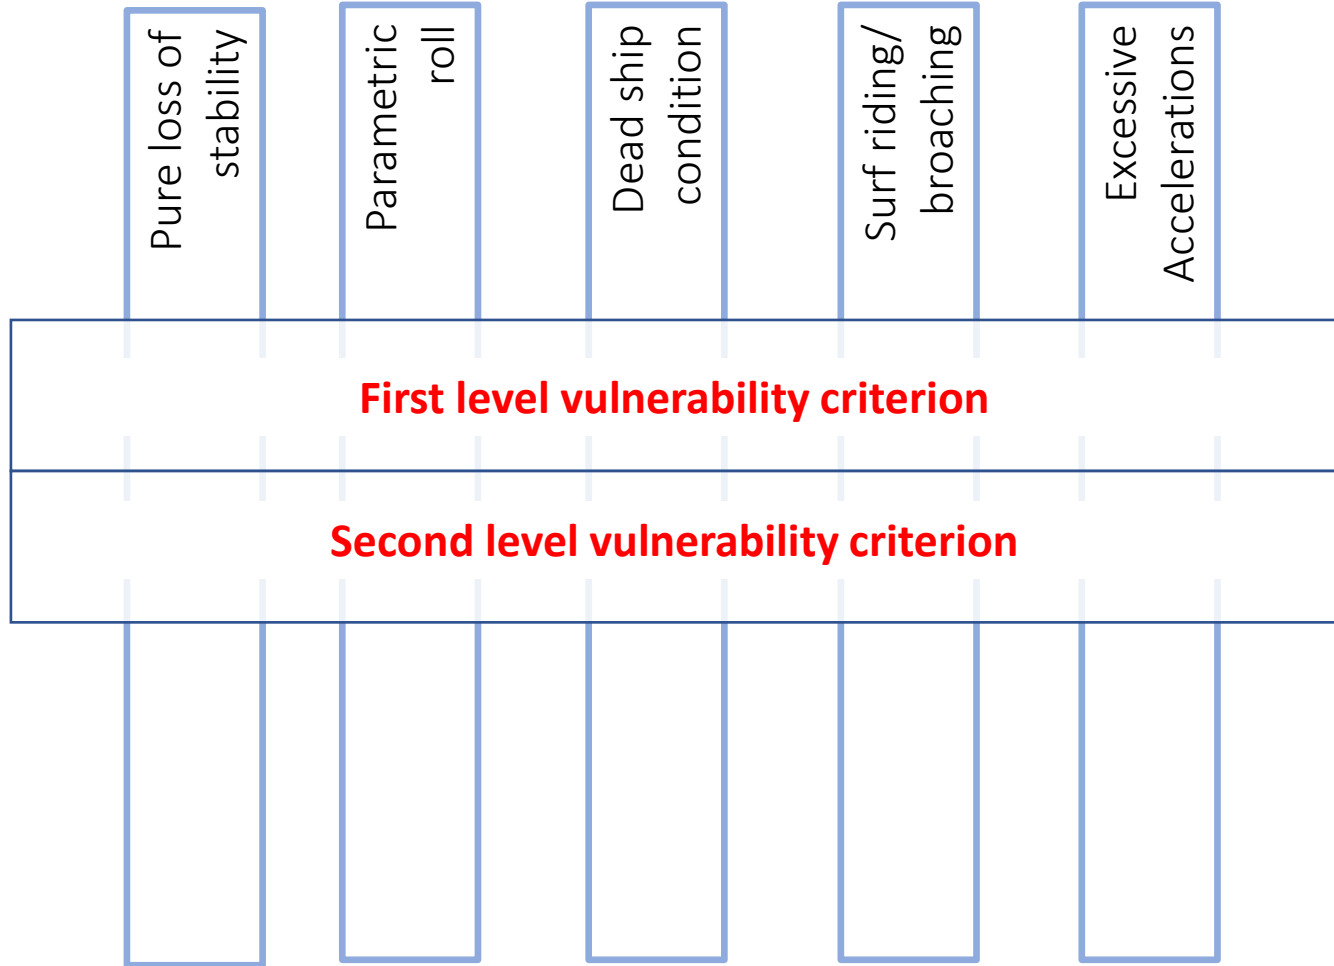 Pure loss of
stability
Parametric
roll
Dead ship
condition
Surf riding/
broaching
Excessive
Accelerations
First level vulnerability criterion
Second level vulnerability criterion